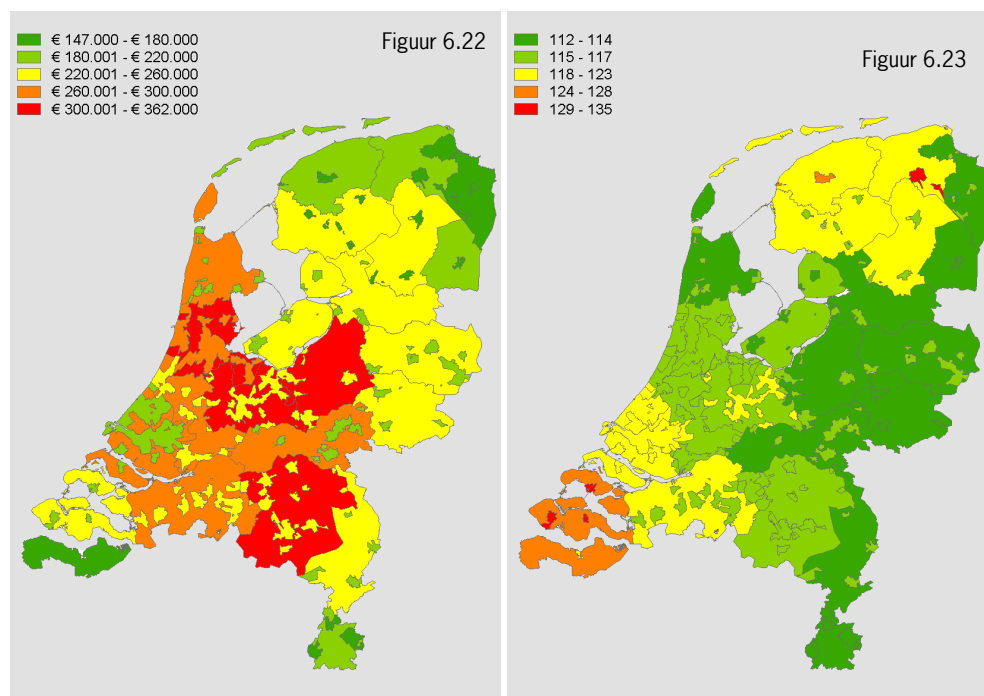 Figuur 6.22
€ 147.000 - € 180.000
€ 180.001 - € 220.000
€ 220.001 - € 260.000
€ 260.001 - € 300.000
€ 300.001 - € 362.000
Figuur 6.23
112 - 114
115 - 117
118 - 123
124 - 128
129 - 135